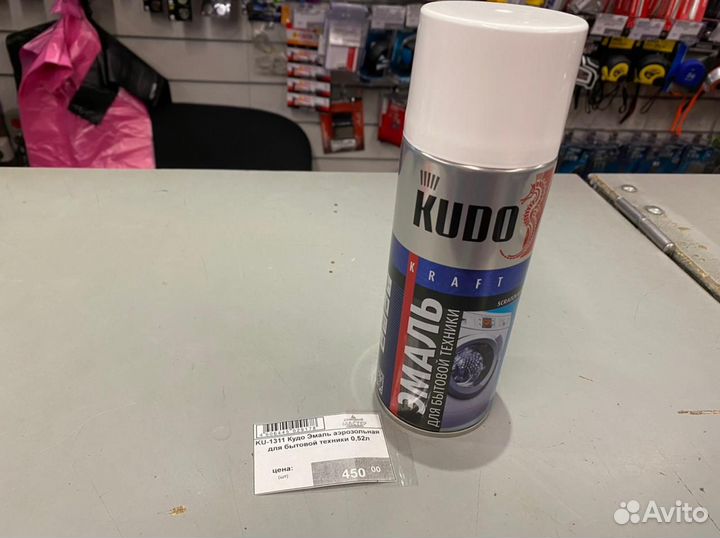 KUDO
KRAFT
ЭМАЛЬ
ДЛЯ БЫТОВОЙ ТЕХНИКИ
KU-1311 Кудо Эмаль аэрозольная
для бытовой техники 0,52л
цена:
(шт)
450 00
Avito